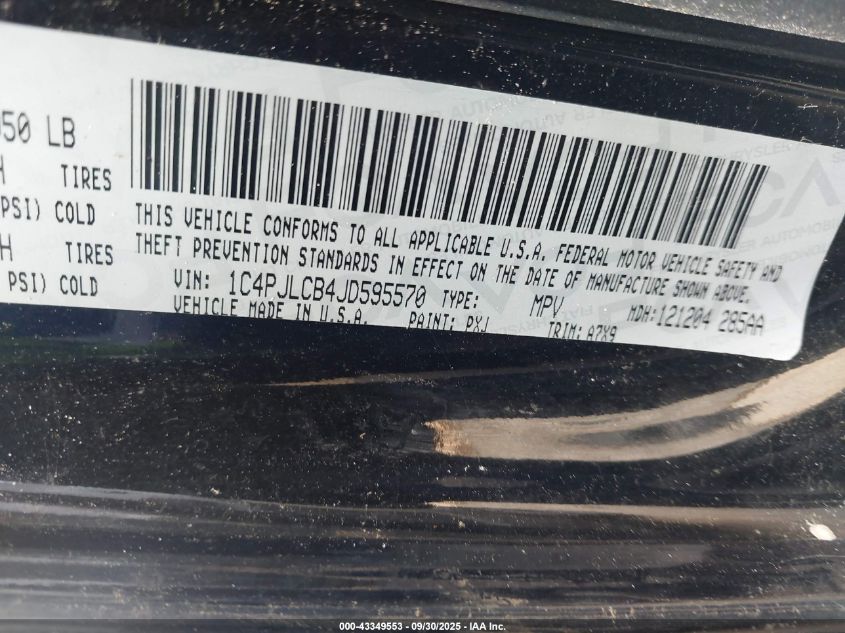 50 LB
H TIRES
PSI) COLD
H TIRES
PSI) COLD
THIS VEHICLE CONFORMS TO ALL APPLICABLE U.S.A. FEDERAL MOTOR VEHICLE SAFETY AND
THEFT PREVENTION STANDARDS IN EFFECT ON THE DATE OF MANUFACTURE SHOWN ABOVE.
VIN: 1C4PJLCB4JD595570 TYPE: MPV MDH:121204 285AA
VEHICLE MADE IN U.S.A. PAINT: PXJ TRIM: A7X9
000-43349553 - 09/30/2025 - IAA Inc.